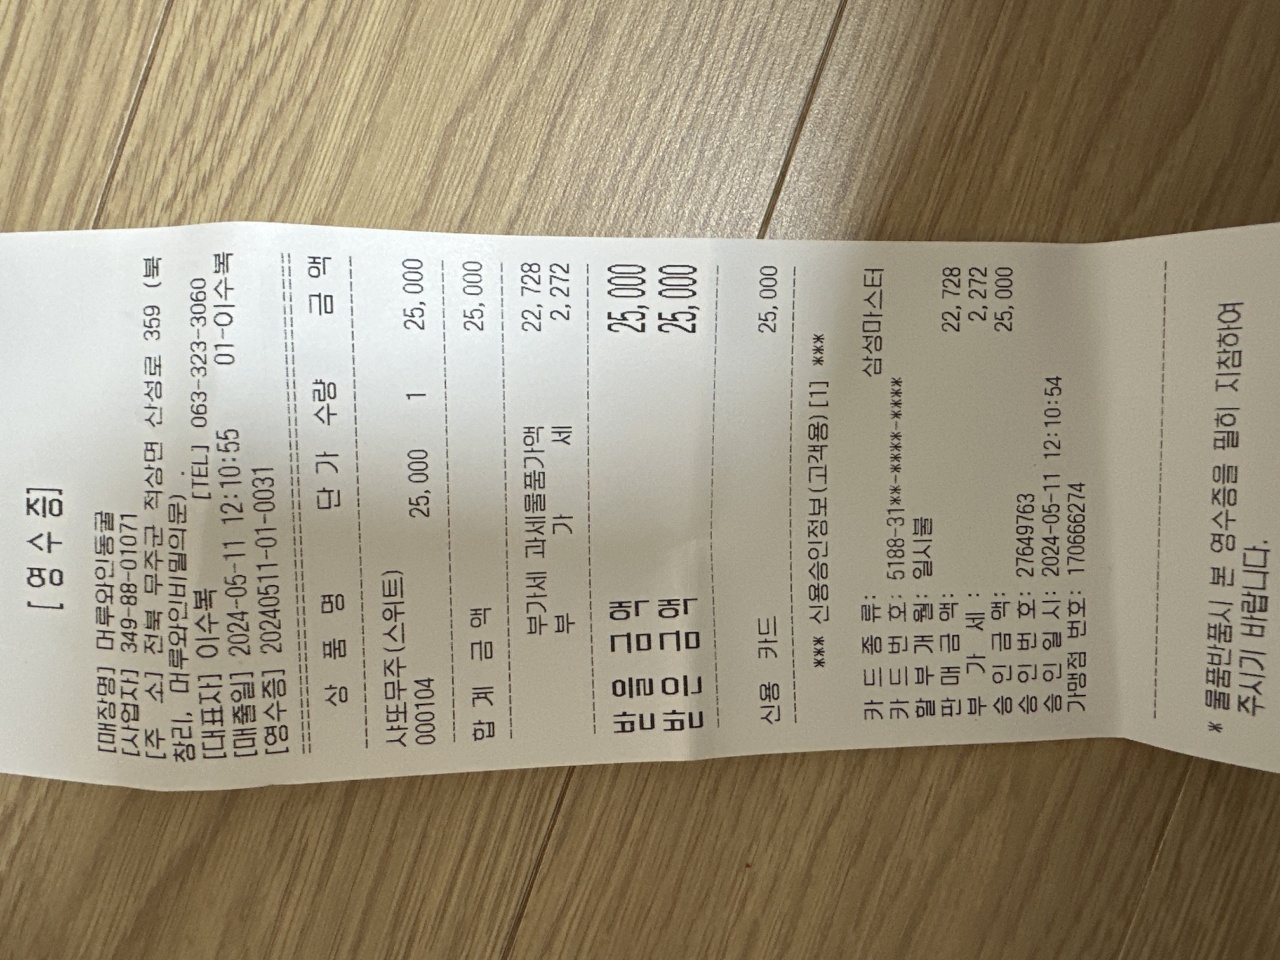 [ 영 수 증 ]
[매장명] 머루와인동굴
[사업자] 349-88-01071
[주 소] 전북 무주군 적상면 산성로 359 (북
창리, 머루와인비밀의문) .
[대표자] 이수복 [TEL] 063-323-3060
[매출일] 2024-05-11 12:10:55 01-이수복
[영수증] 20240511-01-0031
상 품 명 단 가 수량 금 액
샤또무주(스위트)
000104 25,000 1 25,000
합 계 금 액 25,000
부가세 과세물품가액 22,728
부 가 세 2,272
받을금액 25,000
받은금액 25,000
신용 카드 25,000
*** 신용승인정보(고객용) [1] ***
카 드 종 류: 삼성마스터
카 드 번 호: 5188-31**-****-****
할 부 개 월: 일시불
판 매 금 액: 22,728
부 가 세 : 2,272
승 인 금 액: 25,000
승 인 번 호: 27649763
승 인 일 시: 2024-05-11 12:10:54
가맹점 번호: 170666274
* 물품반품시 본 영수증을 필히 지참하여
주시기 바랍니다.